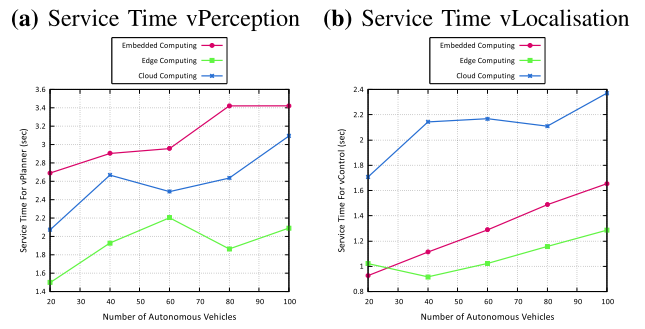 (a) Service Time vPerception
(b) Service Time vLocalisation
Embedded Computing
Edge Computing
Cloud Computing
3.6
3.4
3.2
3
2.8
2.6
2.4
2.2
2
1.8
1.6
1.4
Service Time For vPlanner (sec)
20 30 40 50 60 70 80 90 100
Number of Autonomous Vehicles
Embedded Computing
Edge Computing
Cloud Computing
2.4
2.2
2
1.8
1.6
1.4
1.2
1
0.8
Service Time For vControl (sec)
20 30 40 50 60 70 80 90 100
Number of Autonomous Vehicles